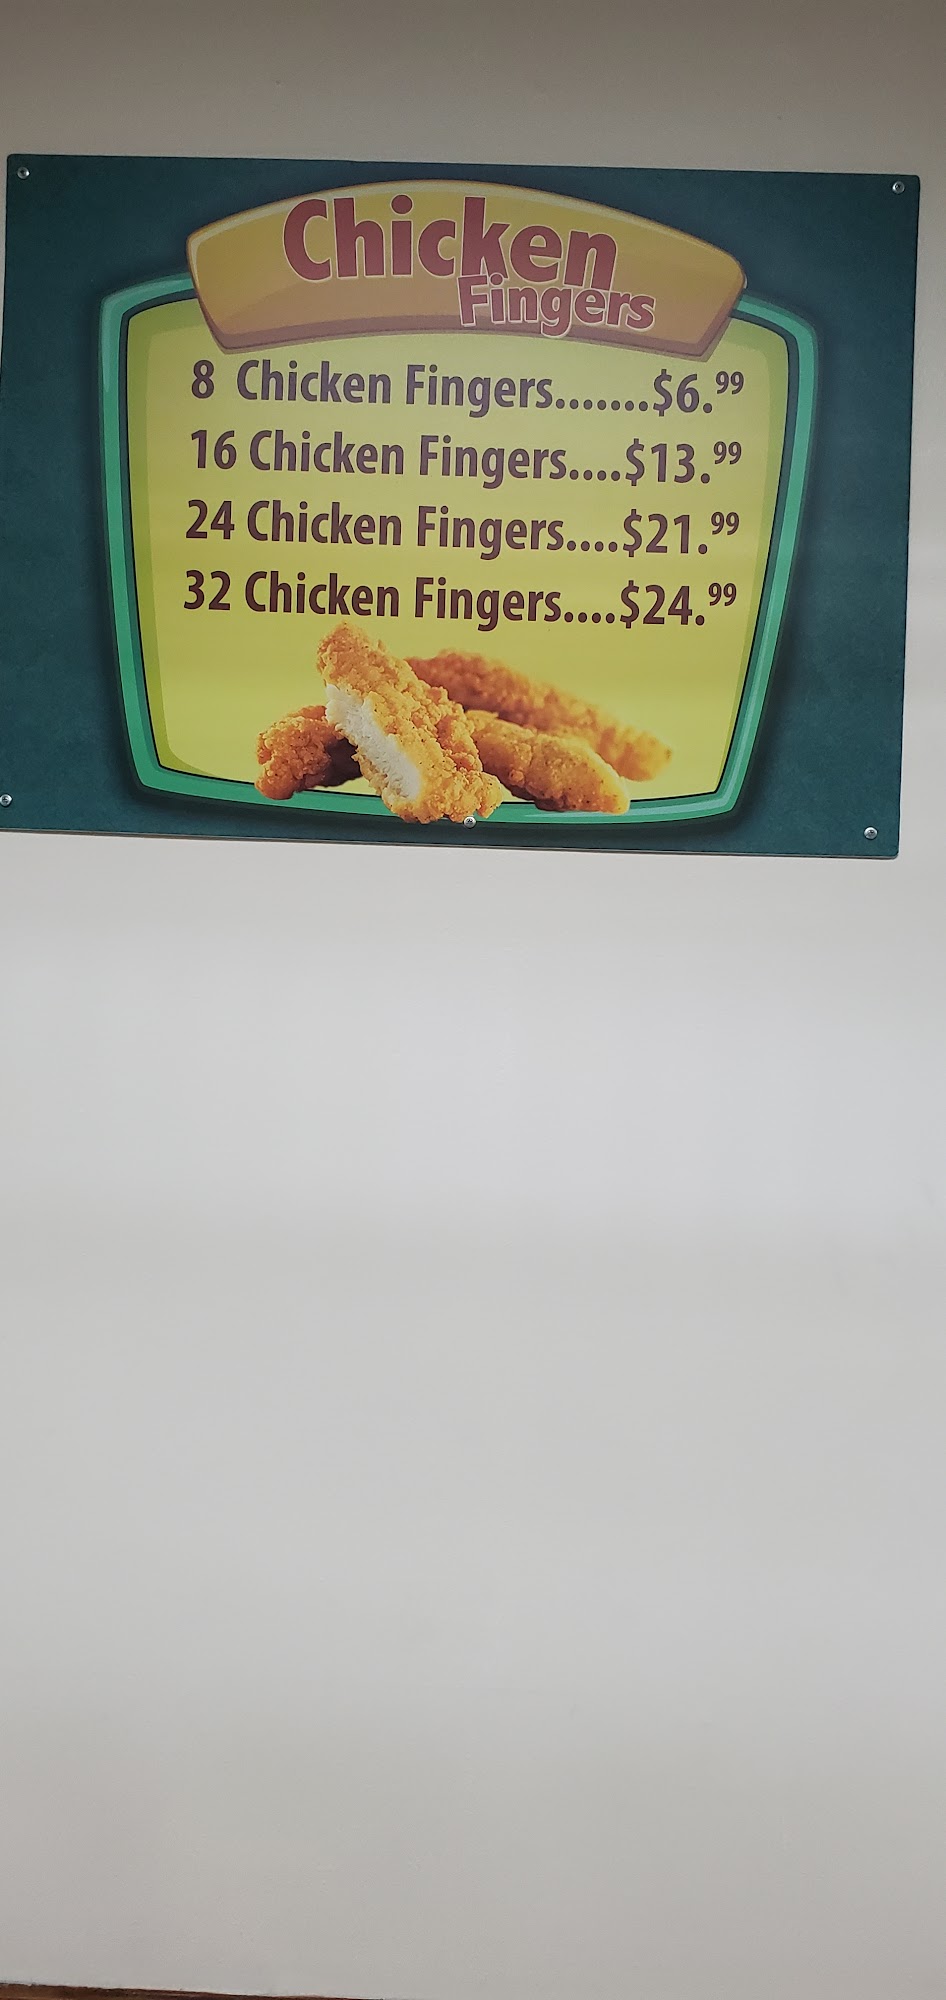 Chicken
Fingers
8 Chicken Fingers.......$6.99
16 Chicken Fingers....$13.99
24 Chicken Fingers....$21.99
32 Chicken Fingers....$24.99